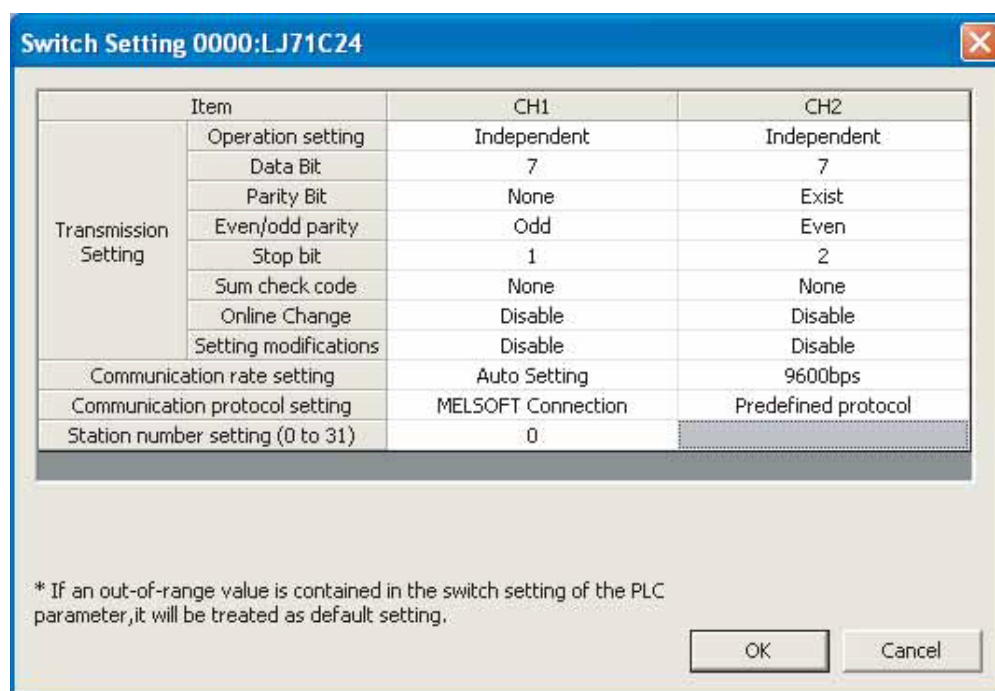 Switch Setting 0000:LJ71C24
Item CH1 CH2
Transmission Setting
Operation setting Independent Independent
Data Bit 7 7
Parity Bit None Exist
Even/odd parity Odd Even
Stop bit 1 2
Sum check code None None
Online Change Disable Disable
Setting modifications Disable Disable
Communication rate setting Auto Setting 9600bps
Communication protocol setting MELSOFT Connection Predefined protocol
Station number setting (0 to 31) 0
* If an out-of-range value is contained in the switch setting of the PLC
parameter,it will be treated as default setting.
OK Cancel